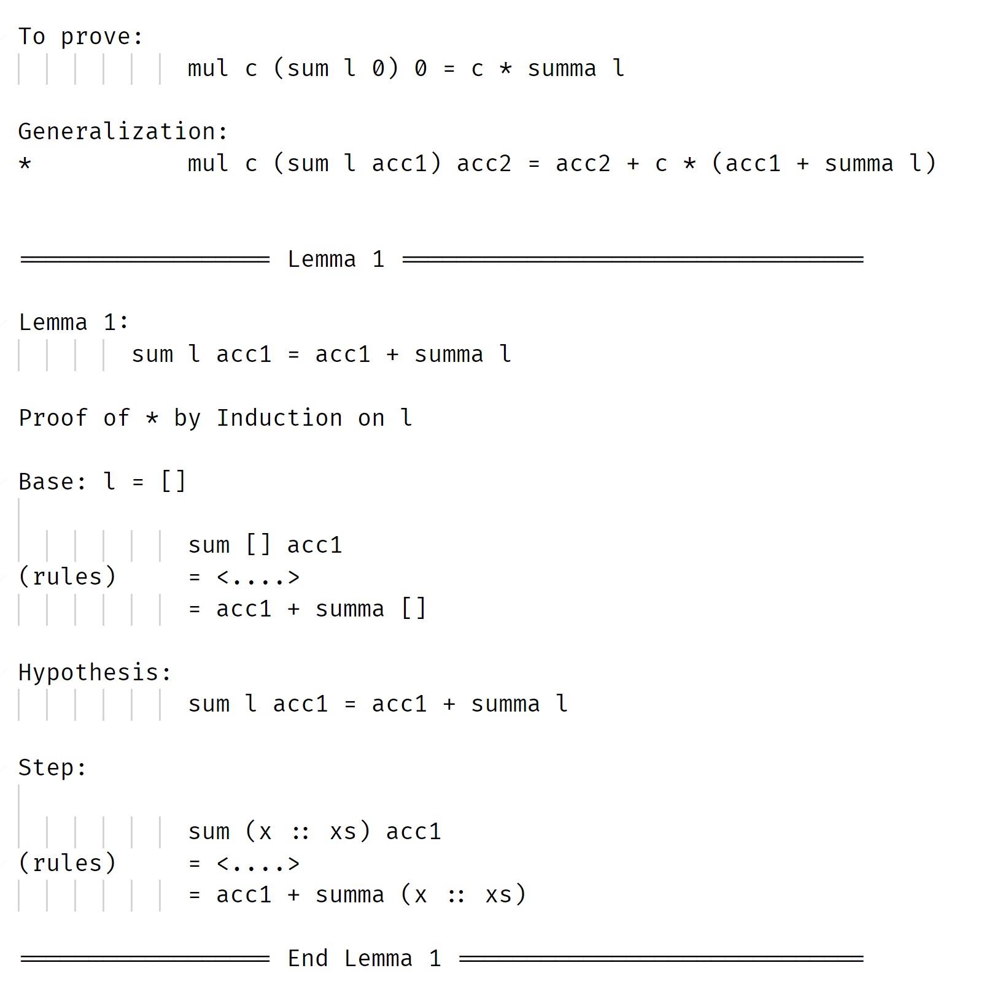 To prove:
mul c (sum l 0) 0 = c * summa l
Generalization:
* mul c (sum l acc1) acc2 = acc2 + c * (acc1 + summa l)
================== Lemma 1 =================================
Lemma 1:
sum l acc1 = acc1 + summa l
Proof of * by Induction on l
Base: l = []
sum [] acc1
(rules) = <....>
= acc1 + summa []
Hypothesis:
sum l acc1 = acc1 + summa l
Step:
sum (x :: xs) acc1
(rules) = <....>
= acc1 + summa (x :: xs)
================== End Lemma 1 =============================